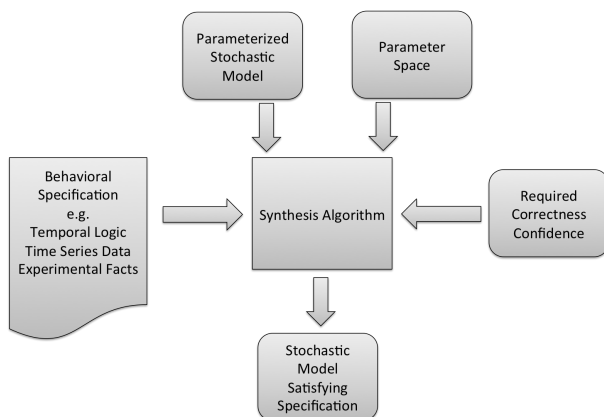 Parameterized
Stochastic
Model
Parameter
Space
Behavioral
Specification
e.g.
Temporal Logic
Time Series Data
Experimental Facts
Synthesis Algorithm
Required
Correctness
Confidence
Stochastic
Model
Satisfying
Specification